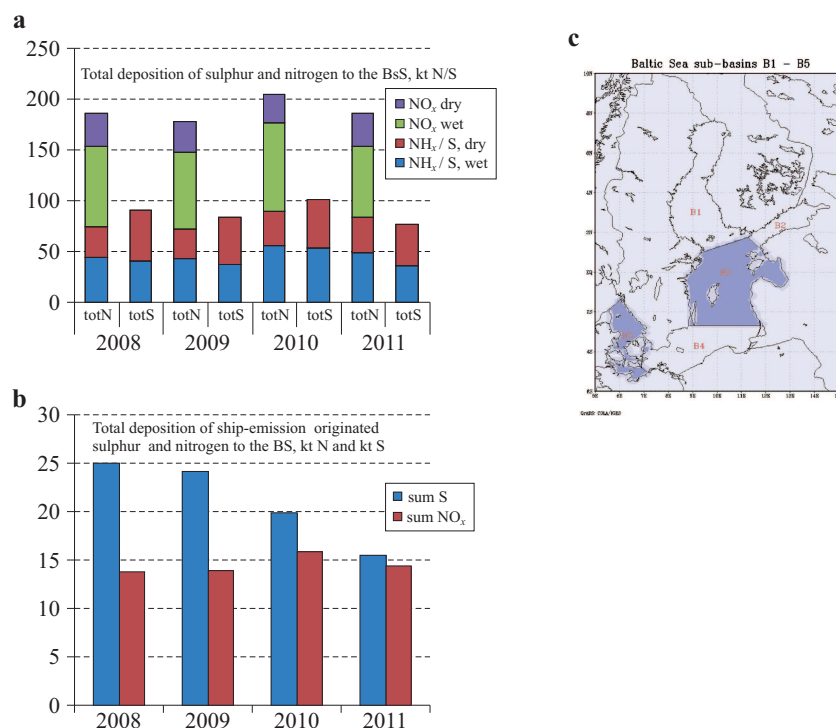 a
250
200
150
100
50
0
Total deposition of sulphur and nitrogen to the BsS, kt N/S
NOx dry
NOx wet
NHx / S, dry
NHx / S, wet
totN totS totN totS totN totS totN totS
2008 2009 2010 2011
b
30
25
20
15
10
5
0
Total deposition of ship-emission originated
sulphur and nitrogen to the BS, kt N and kt S
sum S
sum NOx
2008 2009 2010 2011
c
Baltic Sea sub-basins B1 – B5
B1
B2
B4
GrADS: COLA/IGES